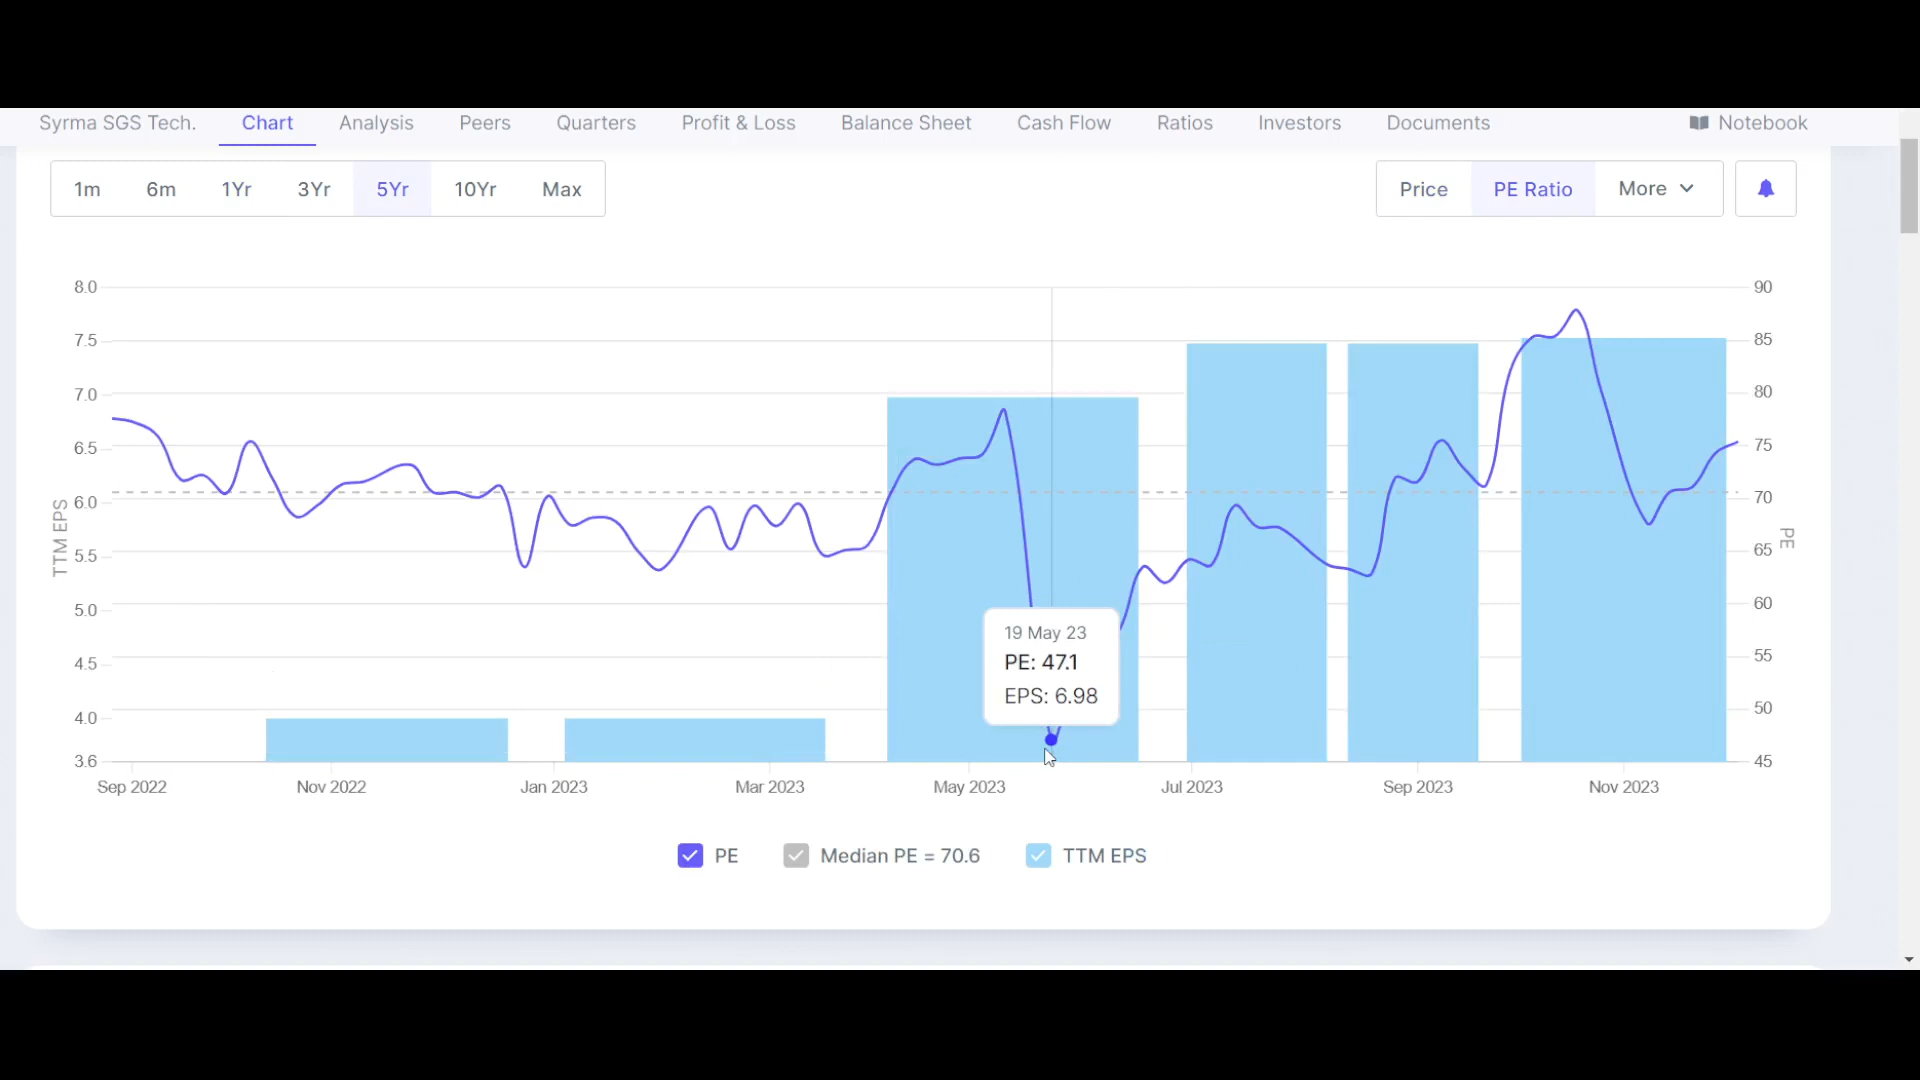 Syrma SGS Tech. Chart Analysis Peers Quarters Profit & Loss Balance Sheet Cash Flow Ratios Investors Documents Notebook
1m 6m 1Yr 3Yr 5Yr 10Yr Max Price PE Ratio More
8.0 90
7.5 85
7.0 80
6.5 75
6.0 70
5.5 65
5.0 60
4.5 55
4.0 50
3.6 45
TTM EPS
PE
19 May 23
PE: 47.1
EPS: 6.98
Sep 2022 Nov 2022 Jan 2023 Mar 2023 May 2023 Jul 2023 Sep 2023 Nov 2023
PE Median PE = 70.6 TTM EPS